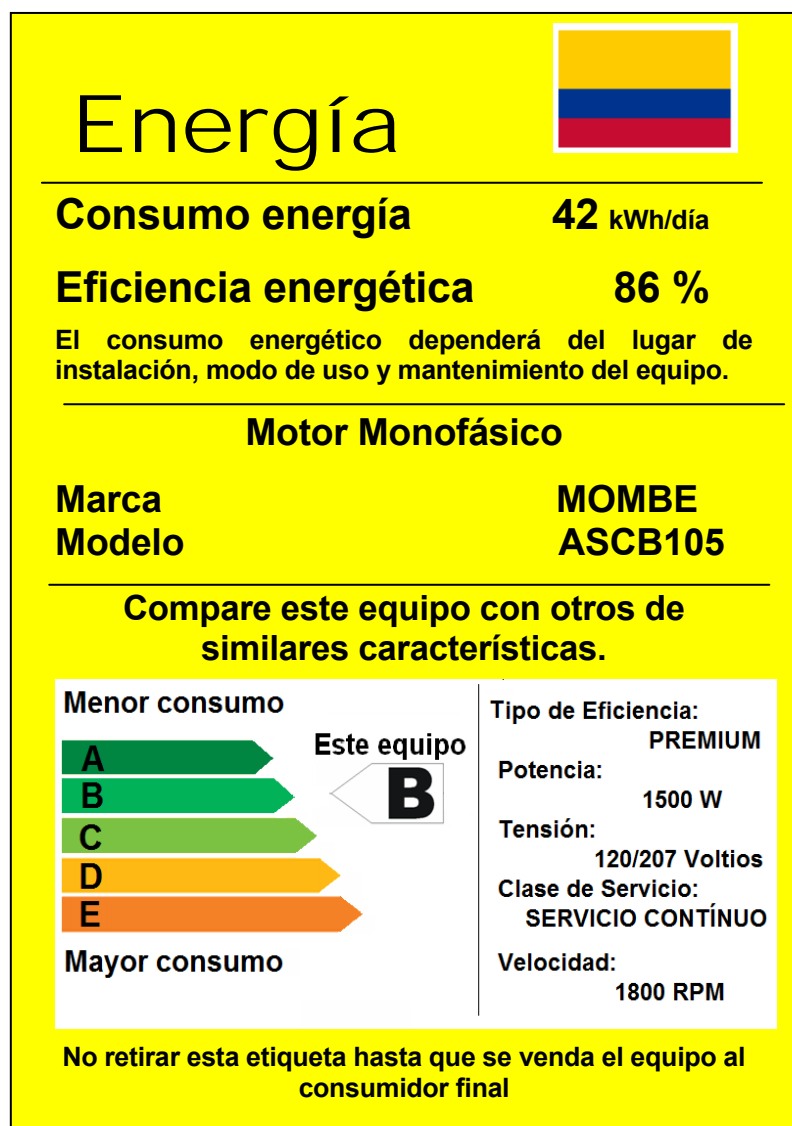 Energía
Consumo energía 42 kWh/día
Eficiencia energética 86 %
El consumo energético dependerá del lugar de
instalación, modo de uso y mantenimiento del equipo.
Motor Monofásico
Marca MOMBE
Modelo ASCB105
Compare este equipo con otros de
similares características.
Menor consumo
Este equipo
A
B
B
C
D
E
Mayor consumo
Tipo de Eficiencia:
PREMIUM
Potencia:
1500 W
Tensión:
120/207 Voltios
Clase de Servicio:
SERVICIO CONTÍNUO
Velocidad:
1800 RPM
No retirar esta etiqueta hasta que se venda el equipo al
consumidor final